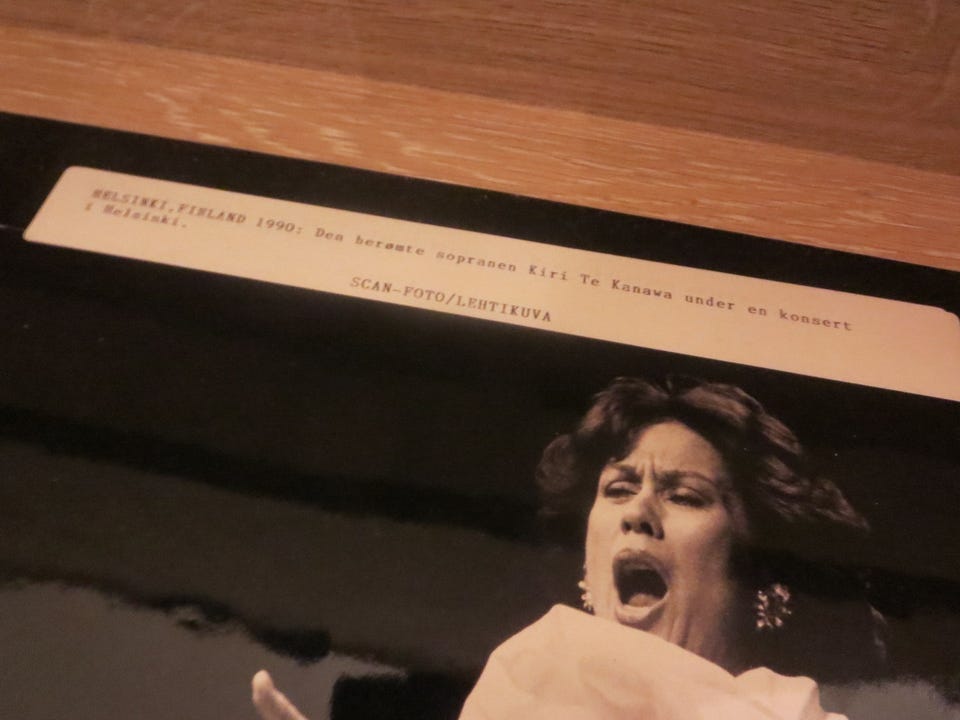 HELSINKI,FINLAND 1990: Den berømte sopranen Kiri Te Kanawa under en konsert
i Helsinki.
SCAN-FOTO/LEHTIKUVA